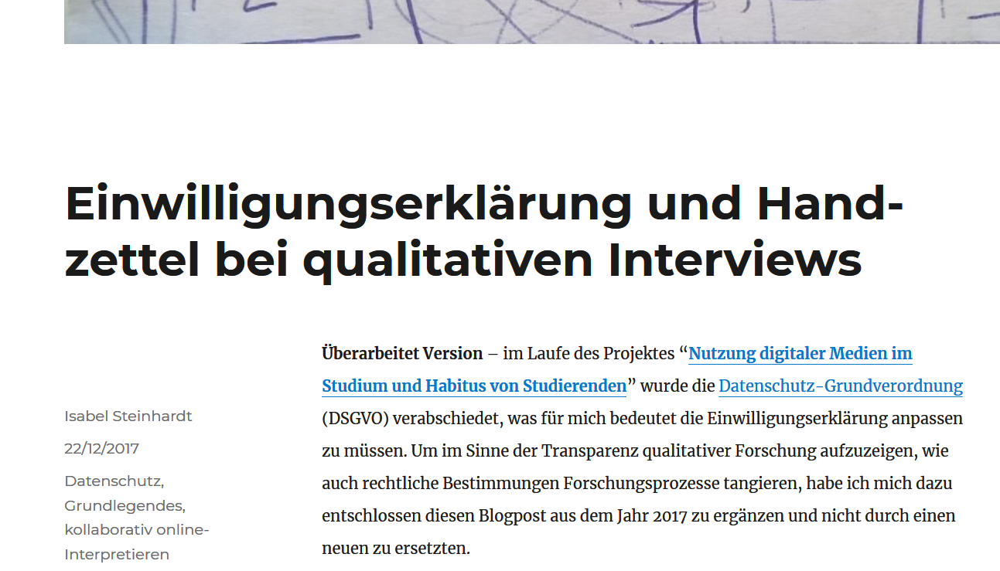 Einwilligungserklärung und Hand-
zettel bei qualitativen Interviews
Isabel Steinhardt
22/12/2017
Datenschutz,
Grundlegendes,
kollaborativ online-
Interpretieren
Überarbeitet Version – im Laufe des Projektes “Nutzung digitaler Medien im
Studium und Habitus von Studierenden” wurde die Datenschutz-Grundverordnung
(DSGVO) verabschiedet, was für mich bedeutet die Einwilligungserklärung anpassen
zu müssen. Um im Sinne der Transparenz qualitativer Forschung aufzuzeigen, wie
auch rechtliche Bestimmungen Forschungsprozesse tangieren, habe ich mich dazu
entschlossen diesen Blogpost aus dem Jahr 2017 zu ergänzen und nicht durch einen
neuen zu ersetzten.